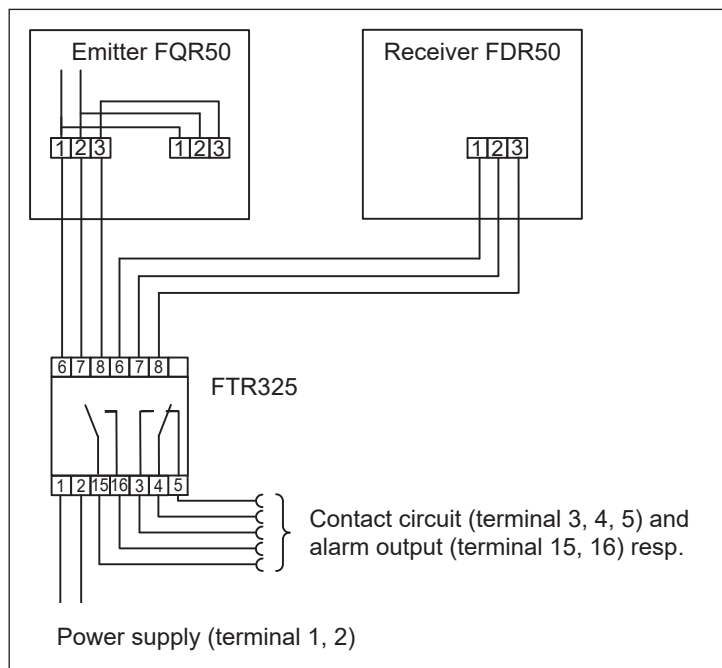 Emitter FQR50
Receiver FDR50
1 2 3
1 2 3
1 2 3
6 7 8 6 7 8
FTR325
1 2 15 16 3 4 5
Contact circuit (terminal 3, 4, 5) and
alarm output (terminal 15, 16) resp.
Power supply (terminal 1, 2)